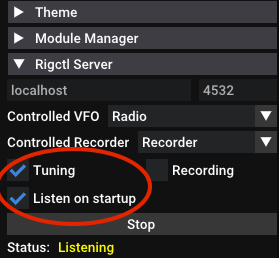 Theme
Module Manager
Rigctl Server
localhost 4532
Controlled VFO Radio
Controlled Recorder Recorder
Tuning Recording
Listen on startup
Stop
Status: Listening